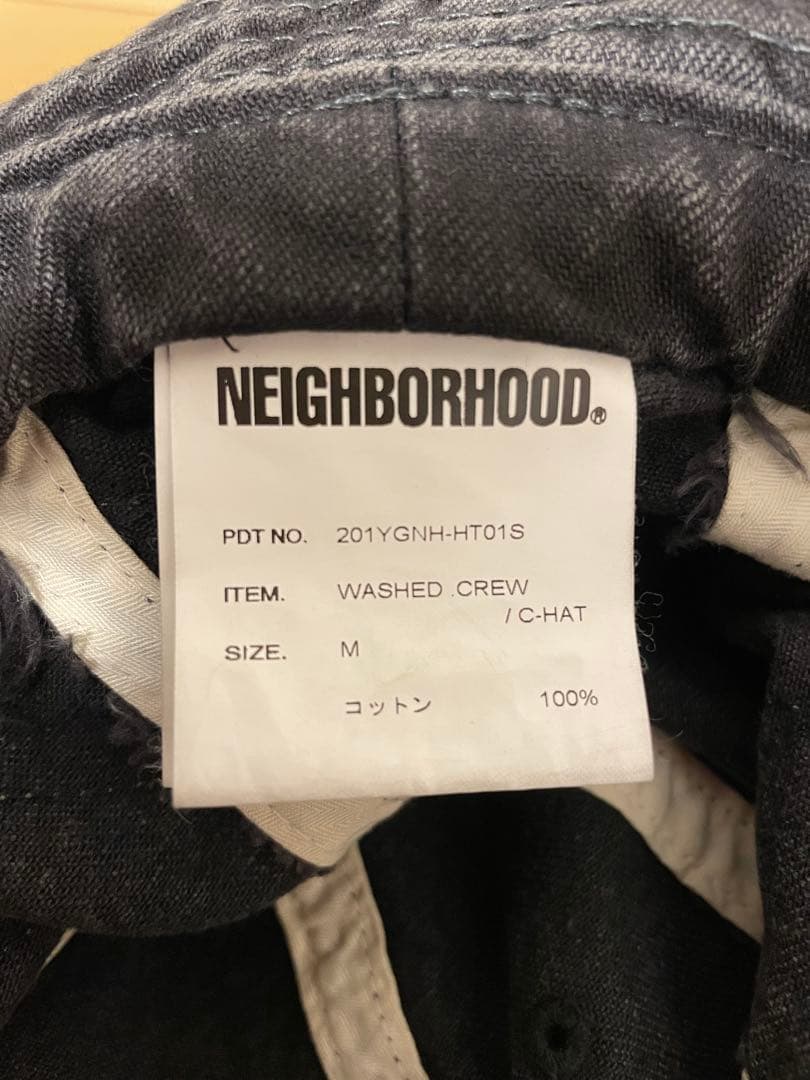 NEIGHBORHOOD®
PDT NO. 201YGNH-HT01S
ITEM. WASHED .CREW
/ C-HAT
SIZE. M
コットン 100%